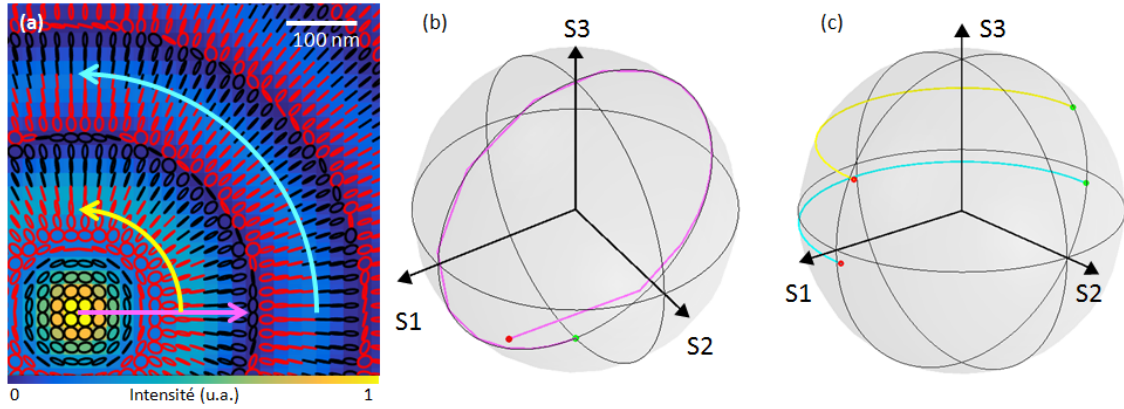 (a)
100 nm
0 Intensité (u.a.) 1
(b)
S3
S1
S2
(c)
S3
S1
S2